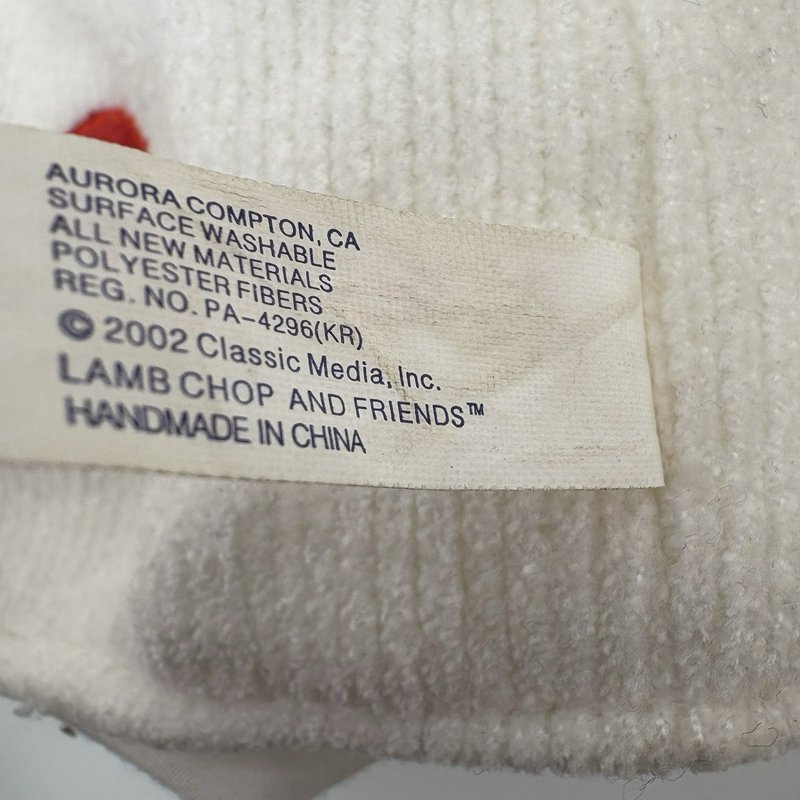 AURORA COMPTON, CA
SURFACE WASHABLE
ALL NEW MATERIALS
POLYESTER FIBERS
REG. NO. PA-4296(KR)
© 2002 Classic Media, Inc.
LAMB CHOP AND FRIENDS™
HANDMADE IN CHINA